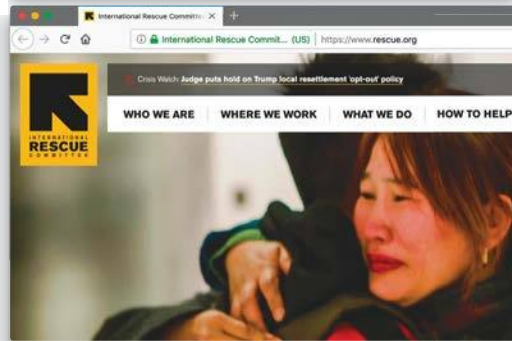 International Rescue Committe
International Rescue Commit... (US) https://www.rescue.org
Crisis Watch: Judge puts hold on Trump local resettlement 'opt-out' policy
WHO WE ARE WHERE WE WORK WHAT WE DO HOW TO HELP
INTERNATIONAL
RESCUE
COMMITTEE